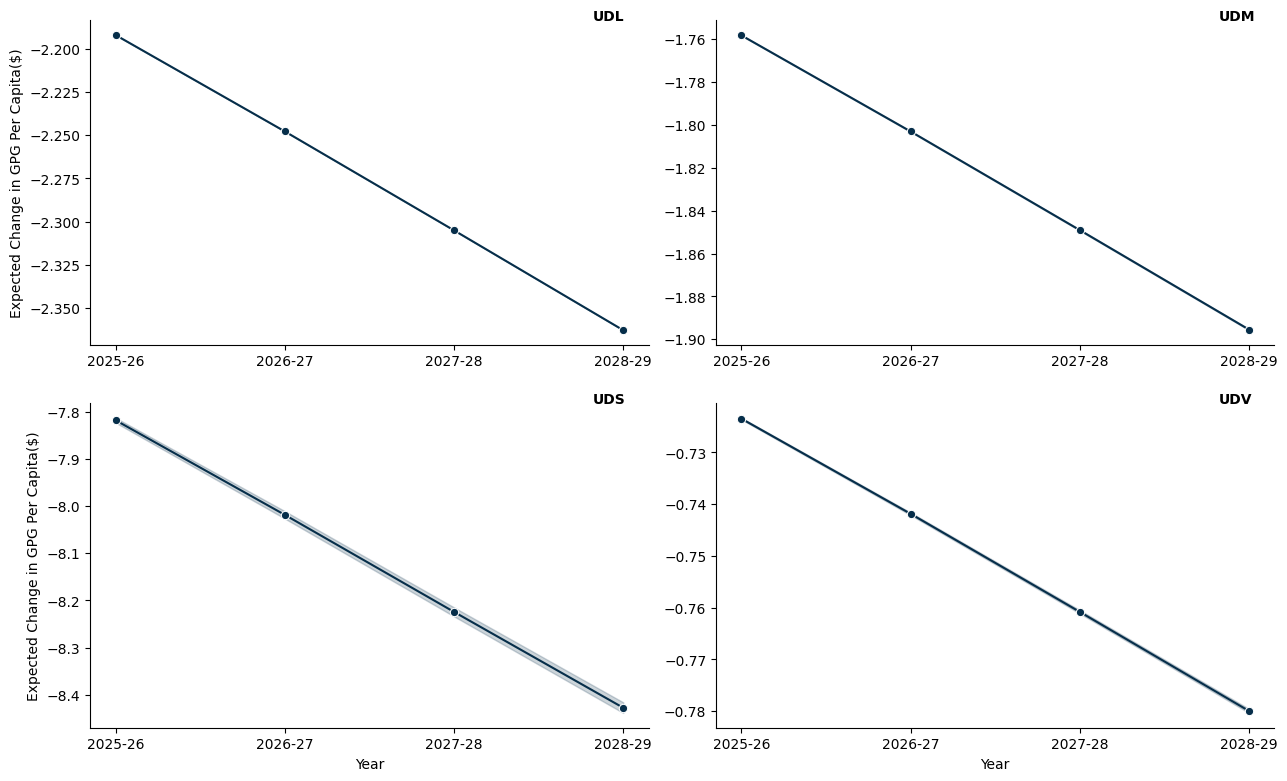 UDL
Expected Change in GPG Per Capita($)
−2.200
−2.225
−2.250
−2.275
−2.300
−2.325
−2.350
2025-26 2026-27 2027-28 2028-29
UDM
−1.76
−1.78
−1.80
−1.82
−1.84
−1.86
−1.88
−1.90
2025-26 2026-27 2027-28 2028-29
UDS
Expected Change in GPG Per Capita($)
−7.8
−7.9
−8.0
−8.1
−8.2
−8.3
−8.4
2025-26 2026-27 2027-28 2028-29
Year
UDV
−0.73
−0.74
−0.75
−0.76
−0.77
−0.78
2025-26 2026-27 2027-28 2028-29
Year